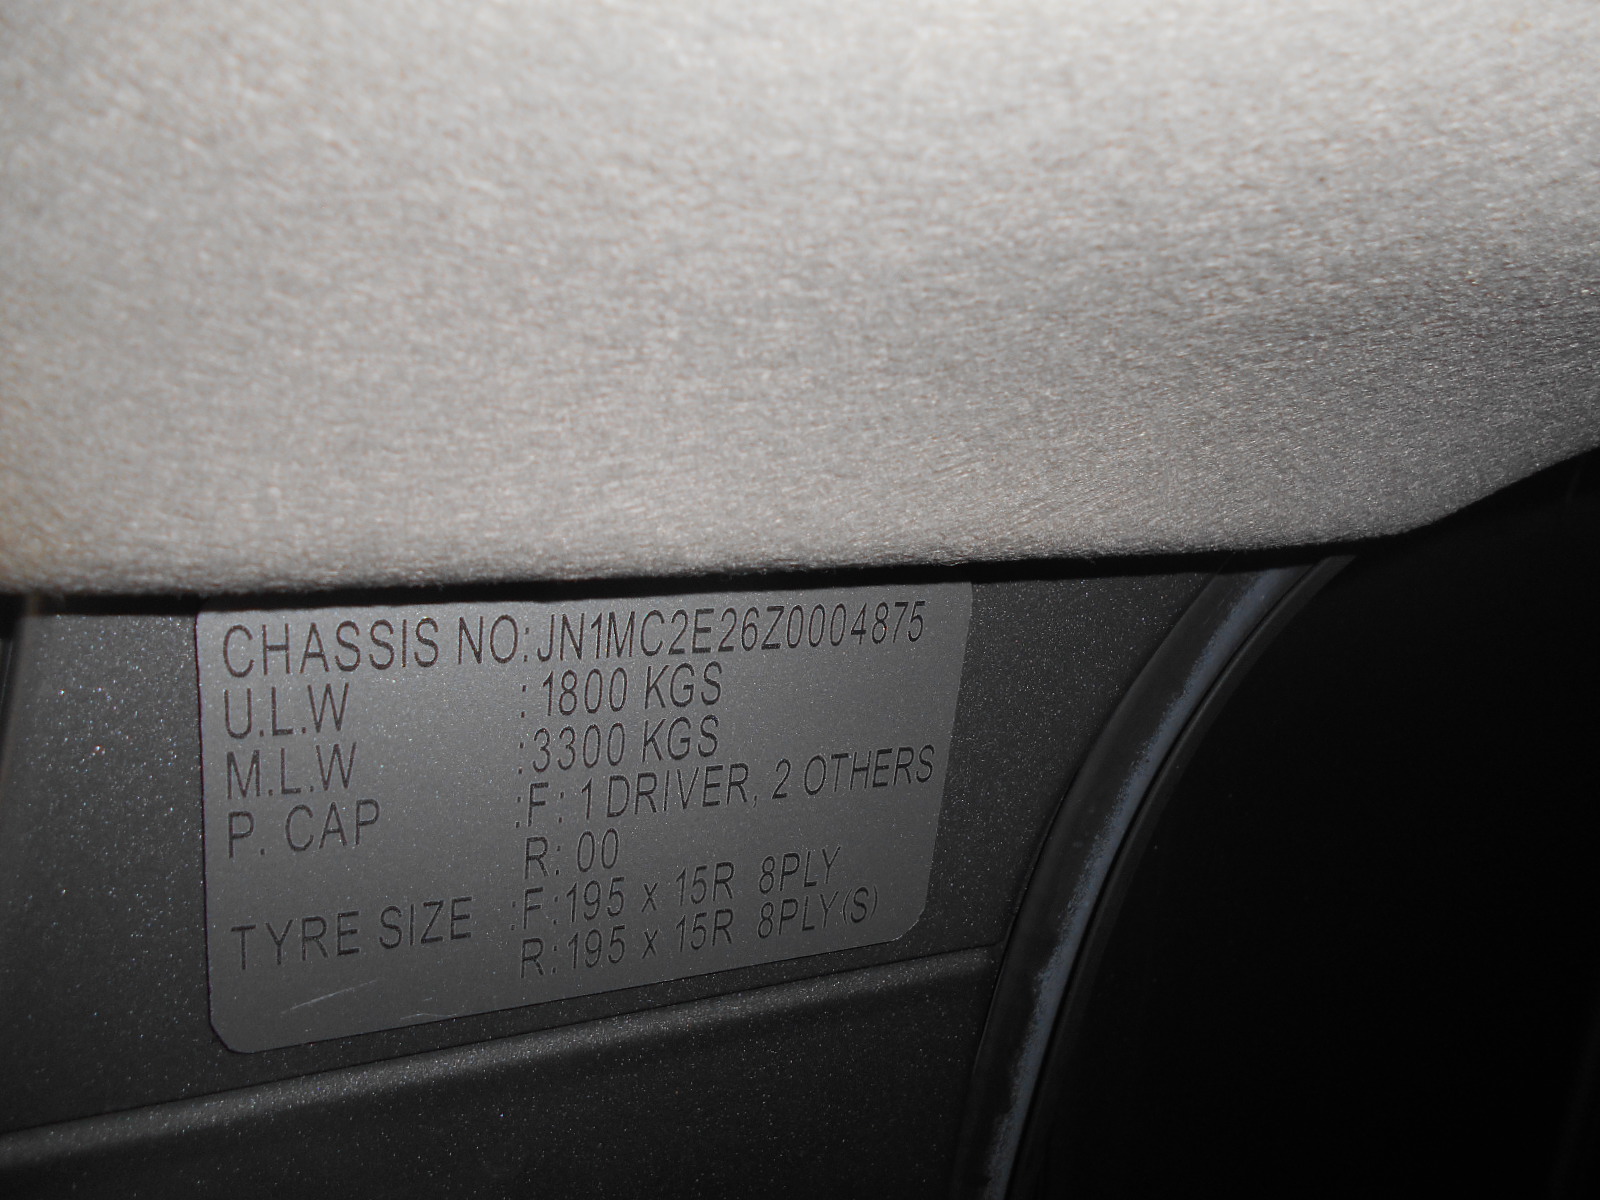 CHASSIS NO: JN1MC2E26Z0004875
U.L.W : 1800 KGS
M.L.W : 3300 KGS
P. CAP : F: 1 DRIVER, 2 OTHERS
R: 00
TYRE SIZE : F: 195 x 15R 8PLY
R: 195 x 15R 8PLY(S)